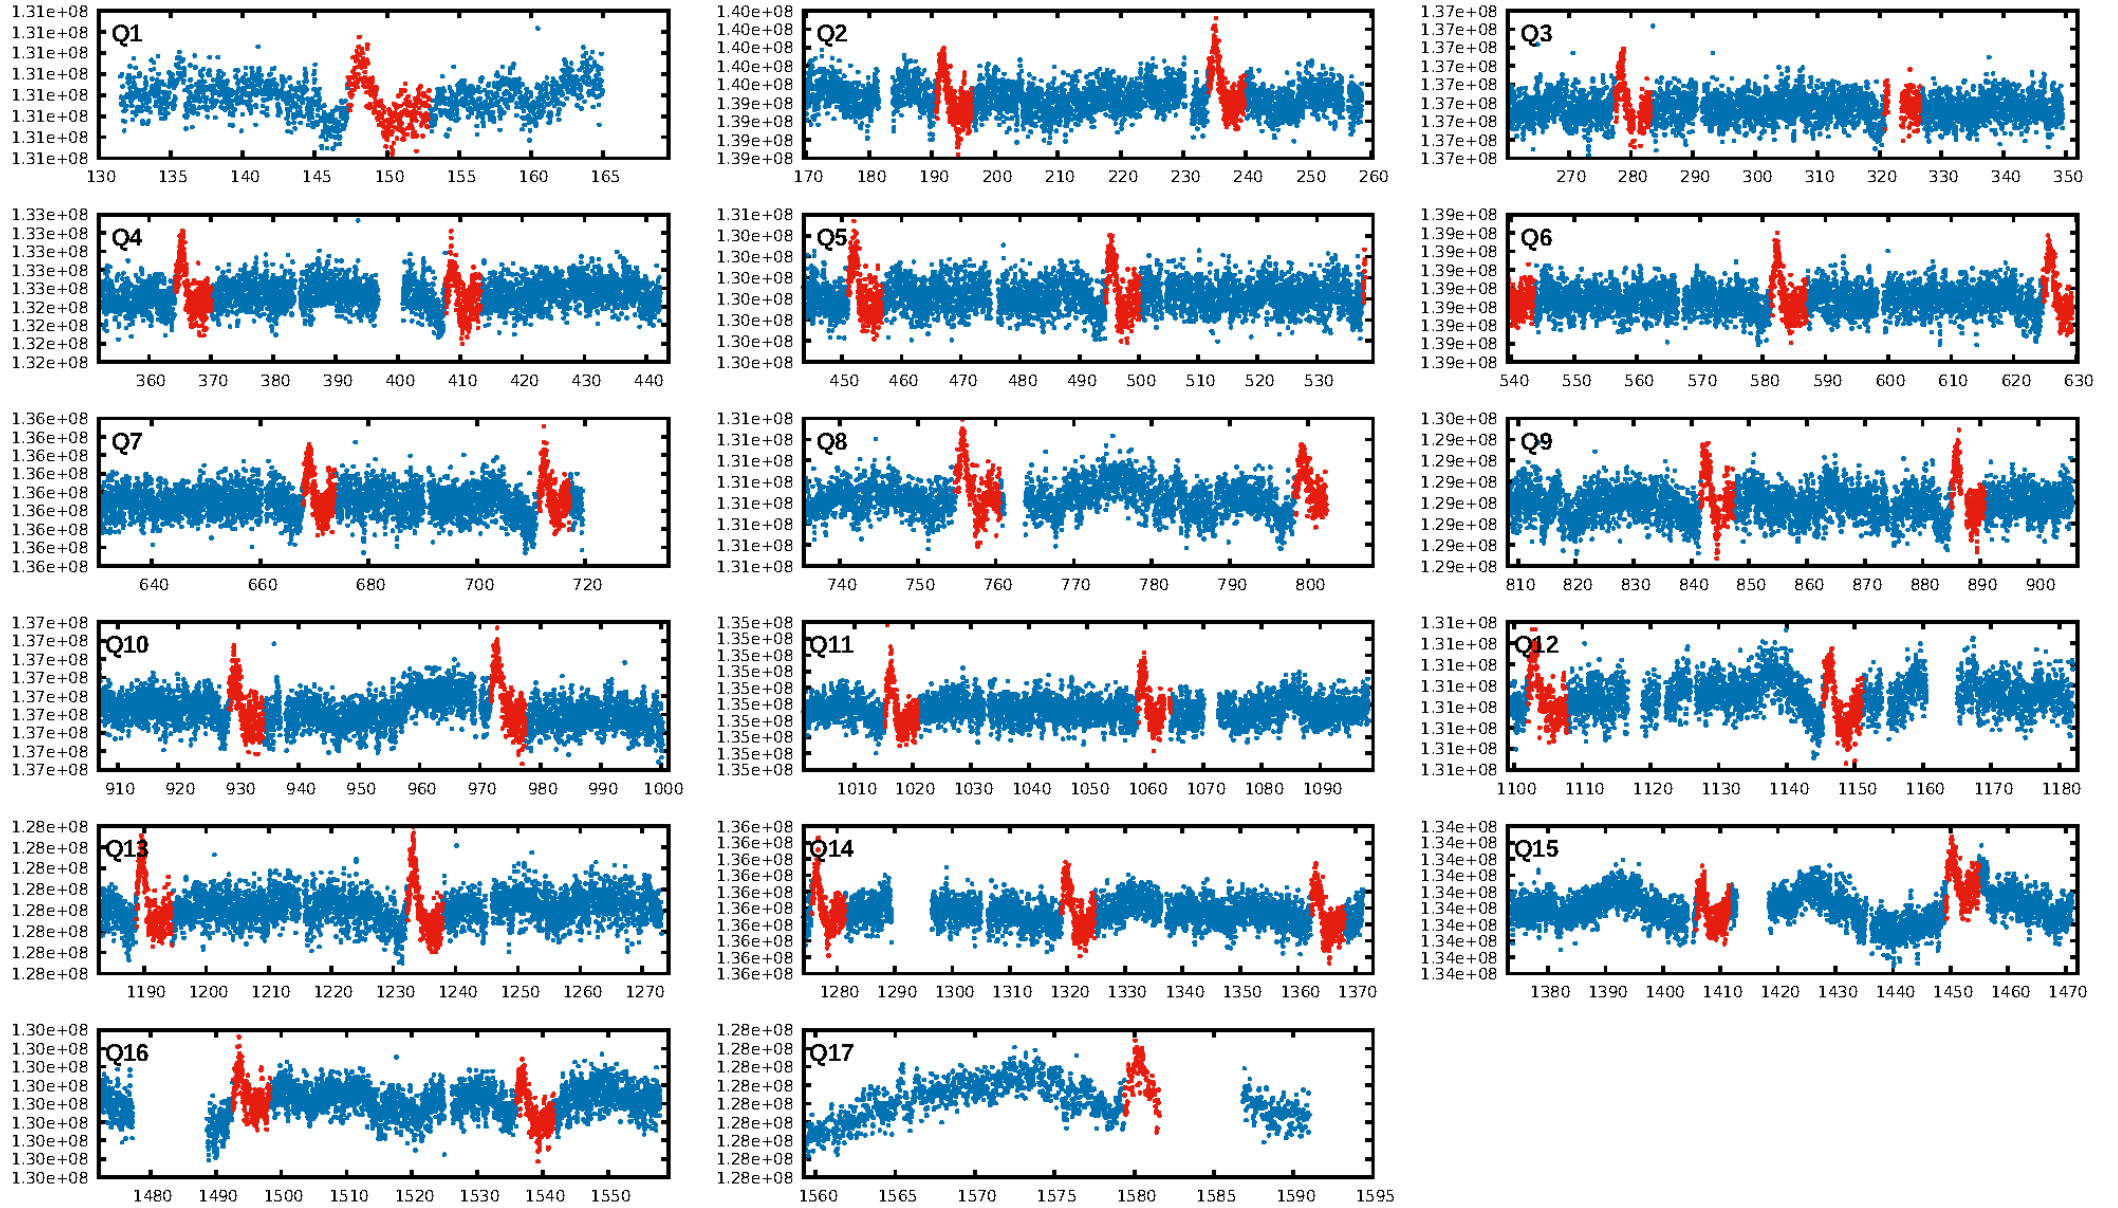 Q1
1.31e+08
1.31e+08
1.31e+08
1.31e+08
1.31e+08
1.31e+08
1.31e+08
1.31e+08
130 135 140 145 150 155 160 165
Q2
1.40e+08
1.40e+08
1.40e+08
1.40e+08
1.40e+08
1.39e+08
1.39e+08
1.39e+08
1.39e+08
170 180 190 200 210 220 230 240 250 260
Q3
1.37e+08
1.37e+08
1.37e+08
1.37e+08
1.37e+08
1.37e+08
1.37e+08
1.37e+08
1.37e+08
270 280 290 300 310 320 330 340 350
Q4
1.33e+08
1.33e+08
1.33e+08
1.33e+08
1.33e+08
1.32e+08
1.32e+08
1.32e+08
1.32e+08
360 370 380 390 400 410 420 430 440
Q5
1.31e+08
1.30e+08
1.30e+08
1.30e+08
1.30e+08
1.30e+08
1.30e+08
1.30e+08
450 460 470 480 490 500 510 520 530
Q6
1.39e+08
1.39e+08
1.39e+08
1.39e+08
1.39e+08
1.39e+08
1.39e+08
1.39e+08
1.39e+08
540 550 560 570 580 590 600 610 620 630
Q7
1.36e+08
1.36e+08
1.36e+08
1.36e+08
1.36e+08
1.36e+08
1.36e+08
1.36e+08
1.36e+08
640 660 680 700 720
Q8
1.31e+08
1.31e+08
1.31e+08
1.31e+08
1.31e+08
1.31e+08
1.31e+08
1.31e+08
740 750 760 770 780 790 800
Q9
1.30e+08
1.29e+08
1.29e+08
1.29e+08
1.29e+08
1.29e+08
1.29e+08
1.29e+08
810 820 830 840 850 860 870 880 890 900
Q10
1.37e+08
1.37e+08
1.37e+08
1.37e+08
1.37e+08
1.37e+08
1.37e+08
1.37e+08
1.37e+08
910 920 930 940 950 960 970 980 990 1000
Q11
1.35e+08
1.35e+08
1.35e+08
1.35e+08
1.35e+08
1.35e+08
1.35e+08
1.35e+08
1.35e+08
1.35e+08
1010 1020 1030 1040 1050 1060 1070 1080 1090
Q12
1.31e+08
1.31e+08
1.31e+08
1.31e+08
1.31e+08
1.31e+08
1.31e+08
1.31e+08
1100 1110 1120 1130 1140 1150 1160 1170 1180
Q13
1.28e+08
1.28e+08
1.28e+08
1.28e+08
1.28e+08
1.28e+08
1.28e+08
1.28e+08
1190 1200 1210 1220 1230 1240 1250 1260 1270
Q14
1.36e+08
1.36e+08
1.36e+08
1.36e+08
1.36e+08
1.36e+08
1.36e+08
1.36e+08
1.36e+08
1.36e+08
1280 1290 1300 1310 1320 1330 1340 1350 1360 1370
Q15
1.34e+08
1.34e+08
1.34e+08
1.34e+08
1.34e+08
1.34e+08
1.34e+08
1.34e+08
1.34e+08
1.34e+08
1380 1390 1400 1410 1420 1430 1440 1450 1460 1470
Q16
1.30e+08
1.30e+08
1.30e+08
1.30e+08
1.30e+08
1.30e+08
1.30e+08
1.30e+08
1.30e+08
1480 1490 1500 1510 1520 1530 1540 1550
Q17
1.28e+08
1.28e+08
1.28e+08
1.28e+08
1.28e+08
1.28e+08
1.28e+08
1.28e+08
1.28e+08
1560 1565 1570 1575 1580 1585 1590 1595